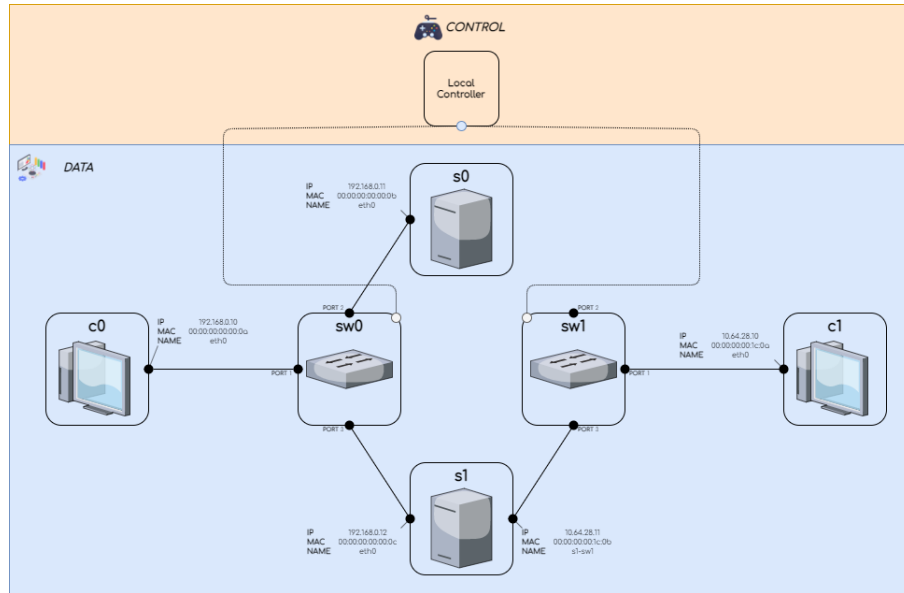 CONTROL
Local
Controller
DATA
s0
IP 192.168.0.11
MAC 00:00:00:00:00:0b
NAME eth0
PORT 2
PORT 2
c0
IP 192.168.0.10
MAC 00:00:00:00:00:0a
NAME eth0
sw0
sw1
IP 10.64.28.10
MAC 00:00:00:00:1c:0a
NAME eth0
c1
PORT 1
PORT 1
PORT 3
s1
IP 192.168.0.12
MAC 00:00:00:00:00:0c
NAME eth0
IP 10.64.28.11
MAC 00:00:00:00:1c:0b
NAME s1-sw1